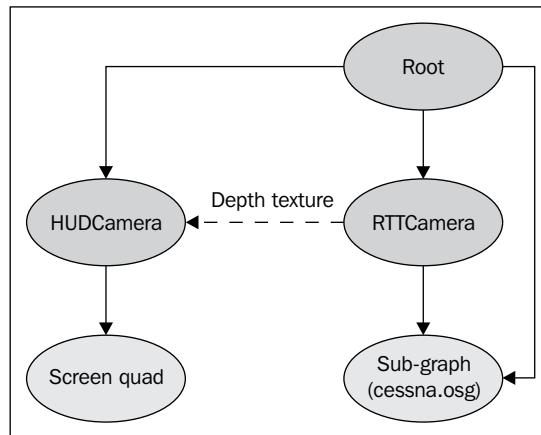 Root
Depth texture
HUDCamera
RTTCamera
Screen quad
Sub-graph
(cessna.osg)